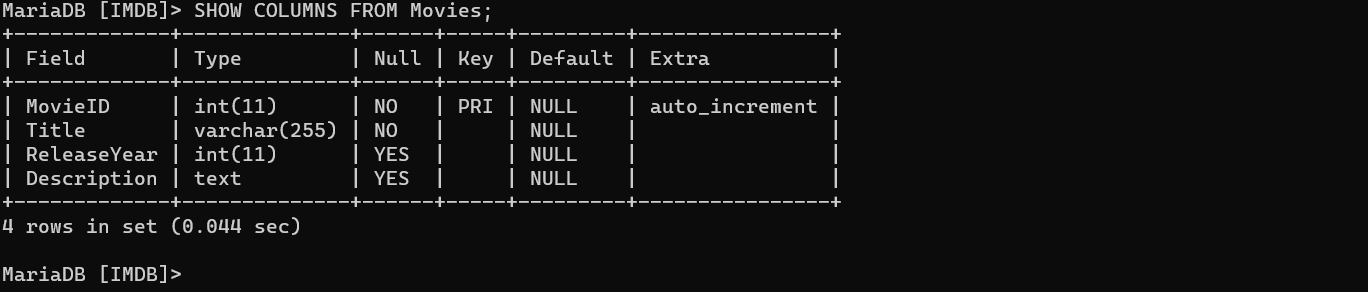 MariaDB [IMDB]> SHOW COLUMNS FROM Movies;
+-------------+--------------+------+-----+---------+----------------+
| Field       | Type         | Null | Key | Default | Extra          |
+-------------+--------------+------+-----+---------+----------------+
| MovieID     | int(11)      | NO   | PRI | NULL    | auto_increment |
| Title       | varchar(255) | NO   |     | NULL    |                |
| ReleaseYear | int(11)      | YES  |     | NULL    |                |
| Description | text         | YES  |     | NULL    |                |
+-------------+--------------+------+-----+---------+----------------+
4 rows in set (0.044 sec)
MariaDB [IMDB]>